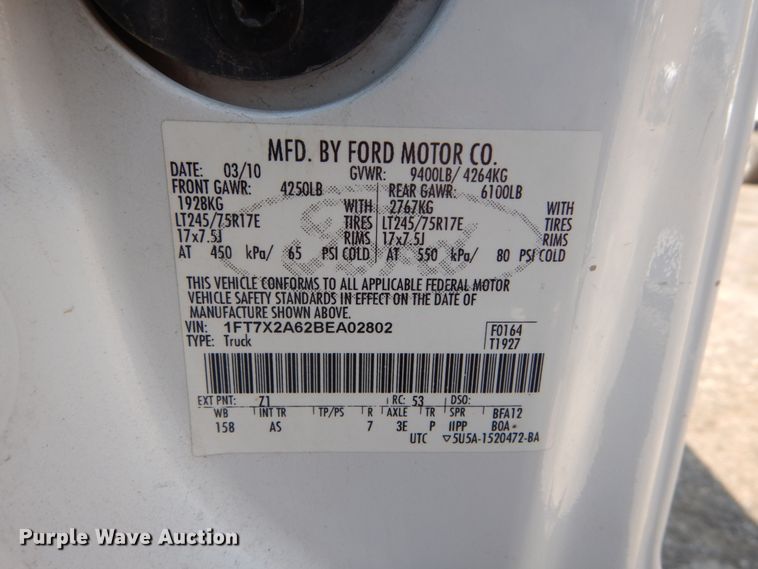 MFD. BY FORD MOTOR CO.
DATE: 03/10 GVWR: 9400LB/ 4264KG
FRONT GAWR: 4250LB REAR GAWR: 6100LB
1928KG WITH 2767KG WITH
LT245/75R17E TIRES LT245/75R17E TIRES
17x7.5J RIMS 17x7.5J RIMS
AT 450 kPa/ 65 PSI COLD AT 550 kPa/ 80 PSI COLD
THIS VEHICLE CONFORMS TO ALL APPLICABLE FEDERAL MOTOR
VEHICLE SAFETY STANDARDS IN EFFECT ON THE DATE OF
MANUFACTURE SHOWN ABOVE.
VIN: 1FT7X2A62BEA02802 F0164
TYPE: Truck T1927
EXT PNT: Z1 RC: 53 DSO:
WB INT TR TP/PS R AXLE TR SPR BFA12
158 AS 7 3E P IIPP BOA
UTC ▽5U5A-1520472-BA
Purple Wave Auction